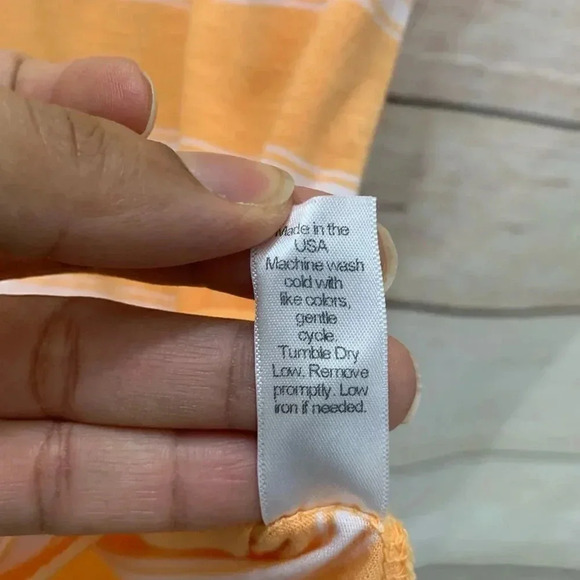 Made in the
USA
Machine wash
cold with
like colors,
gentle
cycle.
Tumble Dry
Low. Remove
promptly. Low
iron if needed.